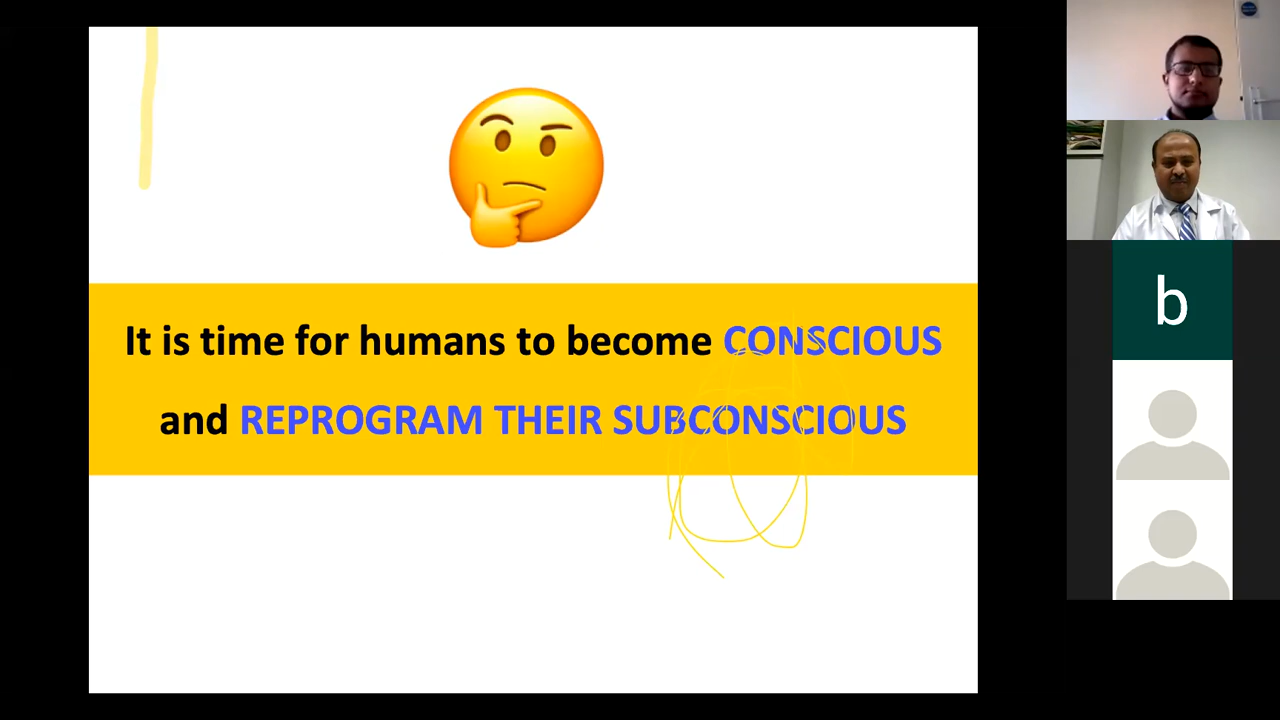 It is time for humans to become CONSCIOUS
and REPROGRAM THEIR SUBCONSCIOUS
b